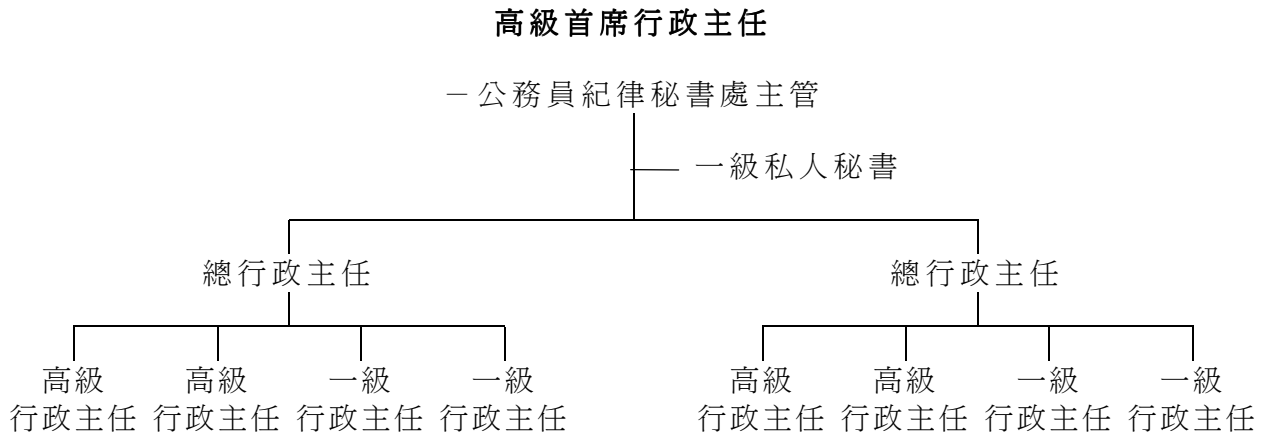 高級首席行政主任
－公務員紀律秘書處主管
一級私人秘書
總行政主任 總行政主任
高級 高級 一級 一級 高級 高級 一級 一級
行政主任 行政主任 行政主任 行政主任 行政主任 行政主任 行政主任 行政主任